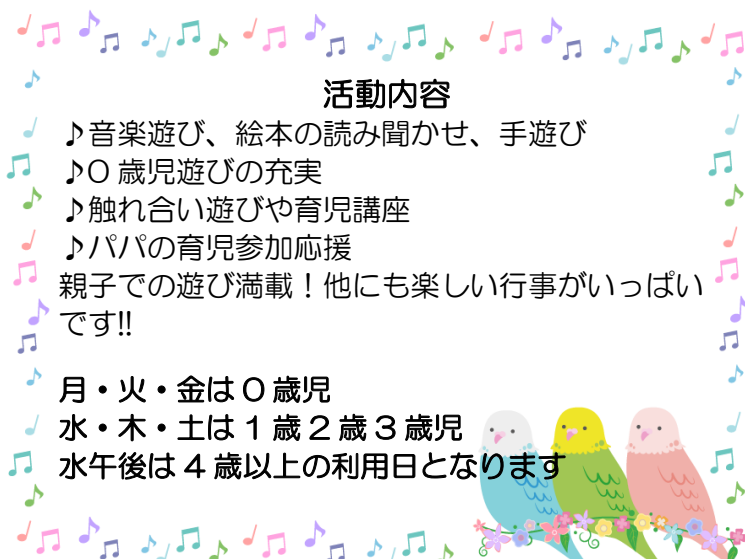 活動内容
♪音楽遊び、絵本の読み聞かせ、手遊び
♪0歳児遊びの充実
♪触れ合い遊びや育児講座
♪パパの育児参加応援
親子での遊び満載！他にも楽しい行事がいっぱい
です!!
月・火・金は0歳児
水・木・土は1歳2歳3歳児
水午後は4歳以上の利用日となります